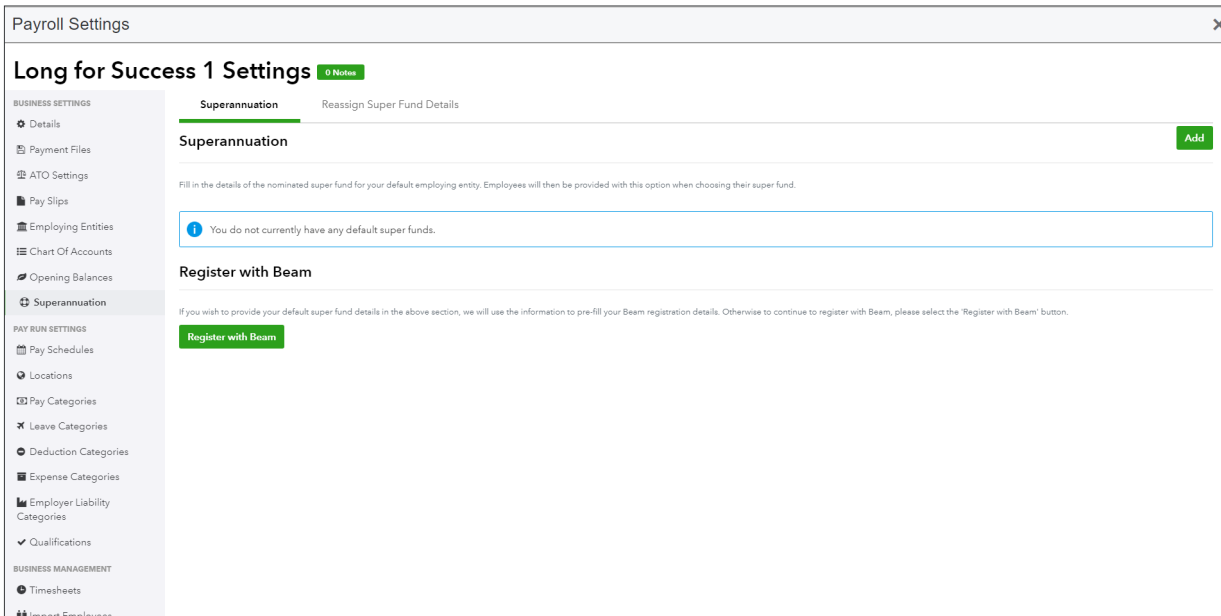 Payroll Settings
Long for Success 1 Settings 0 Notes
BUSINESS SETTINGS
Details
Payment Files
ATO Settings
Pay Slips
Employing Entities
Chart Of Accounts
Opening Balances
Superannuation
PAY RUN SETTINGS
Pay Schedules
Locations
Pay Categories
Leave Categories
Deduction Categories
Expense Categories
Employer Liability
Categories
Qualifications
BUSINESS MANAGEMENT
Timesheets
Import Employees
Superannuation Reassign Super Fund Details
Superannuation Add
Fill in the details of the nominated super fund for your default employing entity. Employees will then be provided with this option when choosing their super fund.
You do not currently have any default super funds.
Register with Beam
If you wish to provide your default super fund details in the above section, we will use the information to pre-fill your Beam registration details. Otherwise to continue to register with Beam, please select the 'Register with Beam' button.
Register with Beam